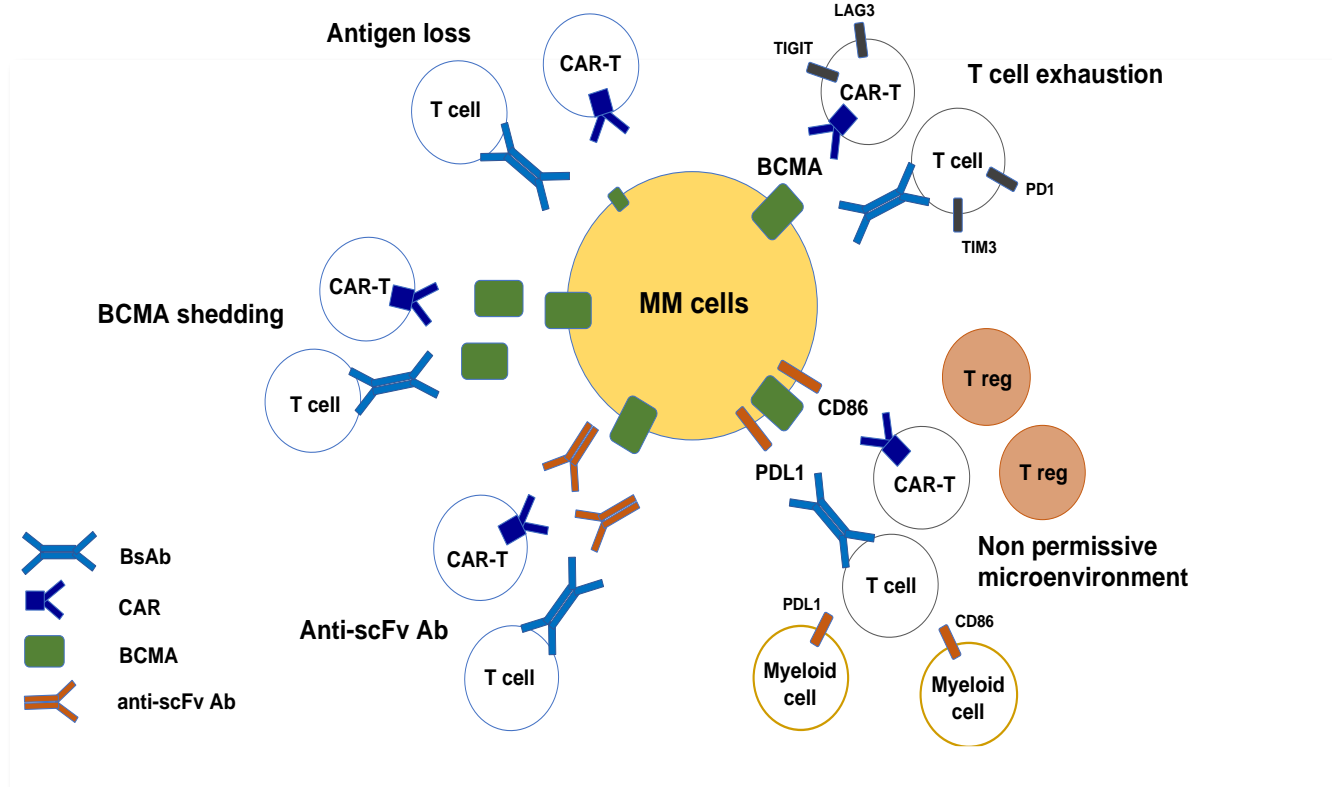 LAG3
Antigen loss
TIGIT
CAR-T
T cell exhaustion
CAR-T
T cell
BCMA
T cell
PD1
TIM3
CAR-T
MM cells
BCMA shedding
T cell
T reg
CD86
PDL1
T reg
CAR-T
CAR-T
Non permissive
microenvironment
BsAb
T cell
CAR
PDL1
CD86
Anti-scFv Ab
BCMA
T cell
Myeloid
cell
Myeloid
cell
anti-scFv Ab